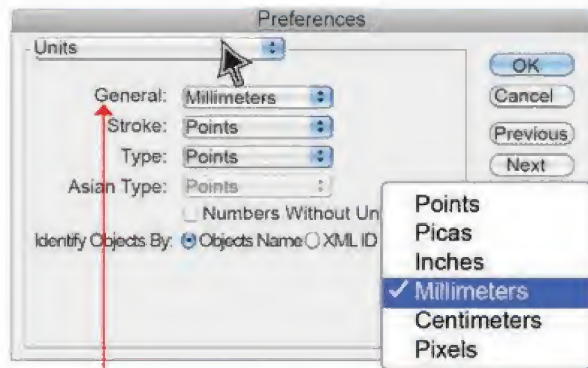 Preferences
Units
OK
General: Millimeters
Cancel
Stroke: Points
Previous
Type: Points
Next
Asian Type: Points
Numbers Without Un
Identify Objects By: Objects Name XML ID
Points
Picas
Inches
✓ Millimeters
Centimeters
Pixels